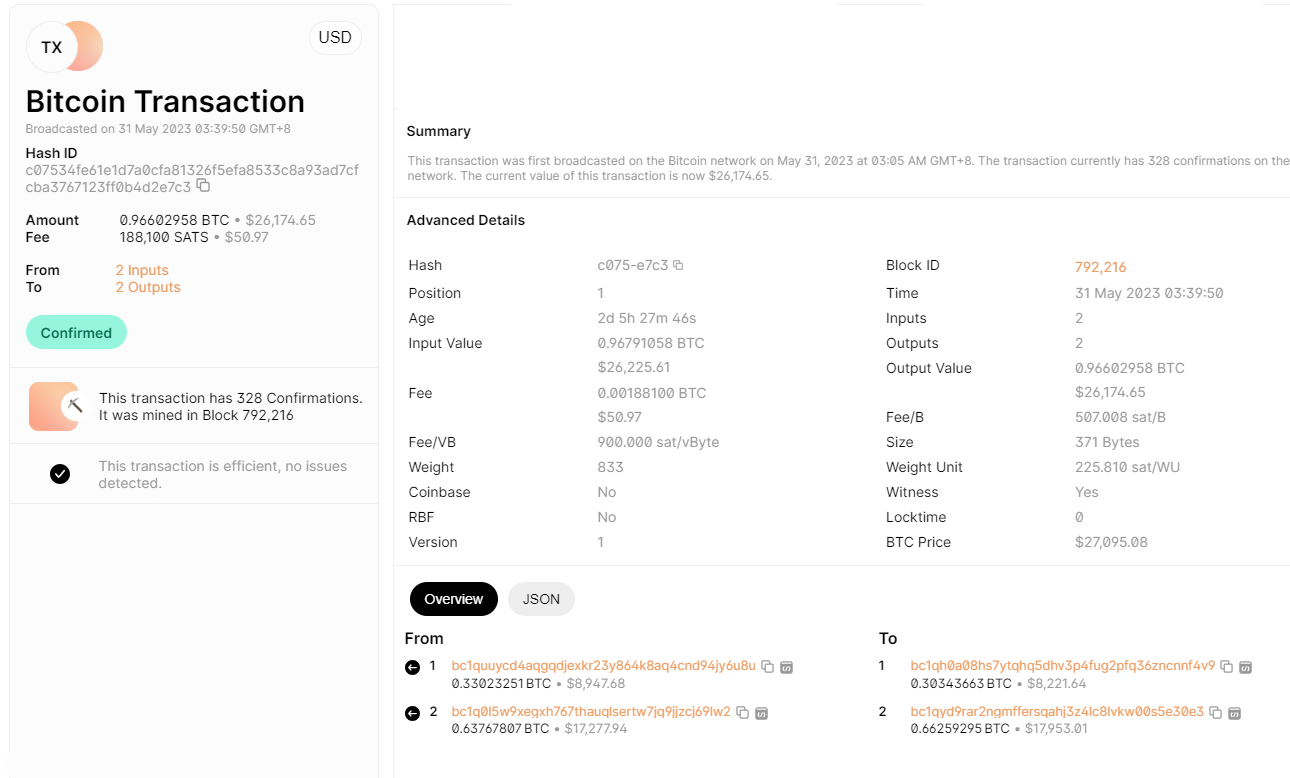 TX
USD
Bitcoin Transaction
Broadcasted on 31 May 2023 03:39:50 GMT+8
Hash ID
c07534fe61e1d7a0cfa81326f5efa8533c8a93ad7cf
cba3767123ff0b4d2e7c3
Amount 0.96602958 BTC • $26,174.65
Fee 188,100 SATS • $50.97
From 2 Inputs
To 2 Outputs
Confirmed
This transaction has 328 Confirmations.
It was mined in Block 792,216
This transaction is efficient, no issues
detected.
Summary
This transaction was first broadcasted on the Bitcoin network on May 31, 2023 at 03:05 AM GMT+8. The transaction currently has 328 confirmations on the
network. The current value of this transaction is now $26,174.65.
Advanced Details
Hash c075-e7c3
Position 1
Age 2d 5h 27m 46s
Input Value 0.96791058 BTC
$26,225.61
Fee 0.00188100 BTC
$50.97
Fee/VB 900.000 sat/vByte
Weight 833
Coinbase No
RBF No
Version 1
Block ID 792,216
Time 31 May 2023 03:39:50
Inputs 2
Outputs 2
Output Value 0.96602958 BTC
$26,174.65
Fee/B 507.008 sat/B
Size 371 Bytes
Weight Unit 225.810 sat/WU
Witness Yes
Locktime 0
BTC Price $27,095.08
Overview JSON
From
1 bc1quuycd4aqgqdjexkr23y864k8aq4cnd94jy6u8u
0.33023251 BTC • $8,947.68
2 bc1q0l5w9xegxh767thauqlsertw7jq9jjzcj69lw2
0.63767807 BTC • $17,277.94
To
1 bc1qh0a08hs7ytqhq5dhv3p4fug2pfq36zncnnf4v9
0.30343663 BTC • $8,221.64
2 bc1qyd9rar2ngmffersqahj3z4lc8lvkw00s5e30e3
0.66259295 BTC • $17,953.01